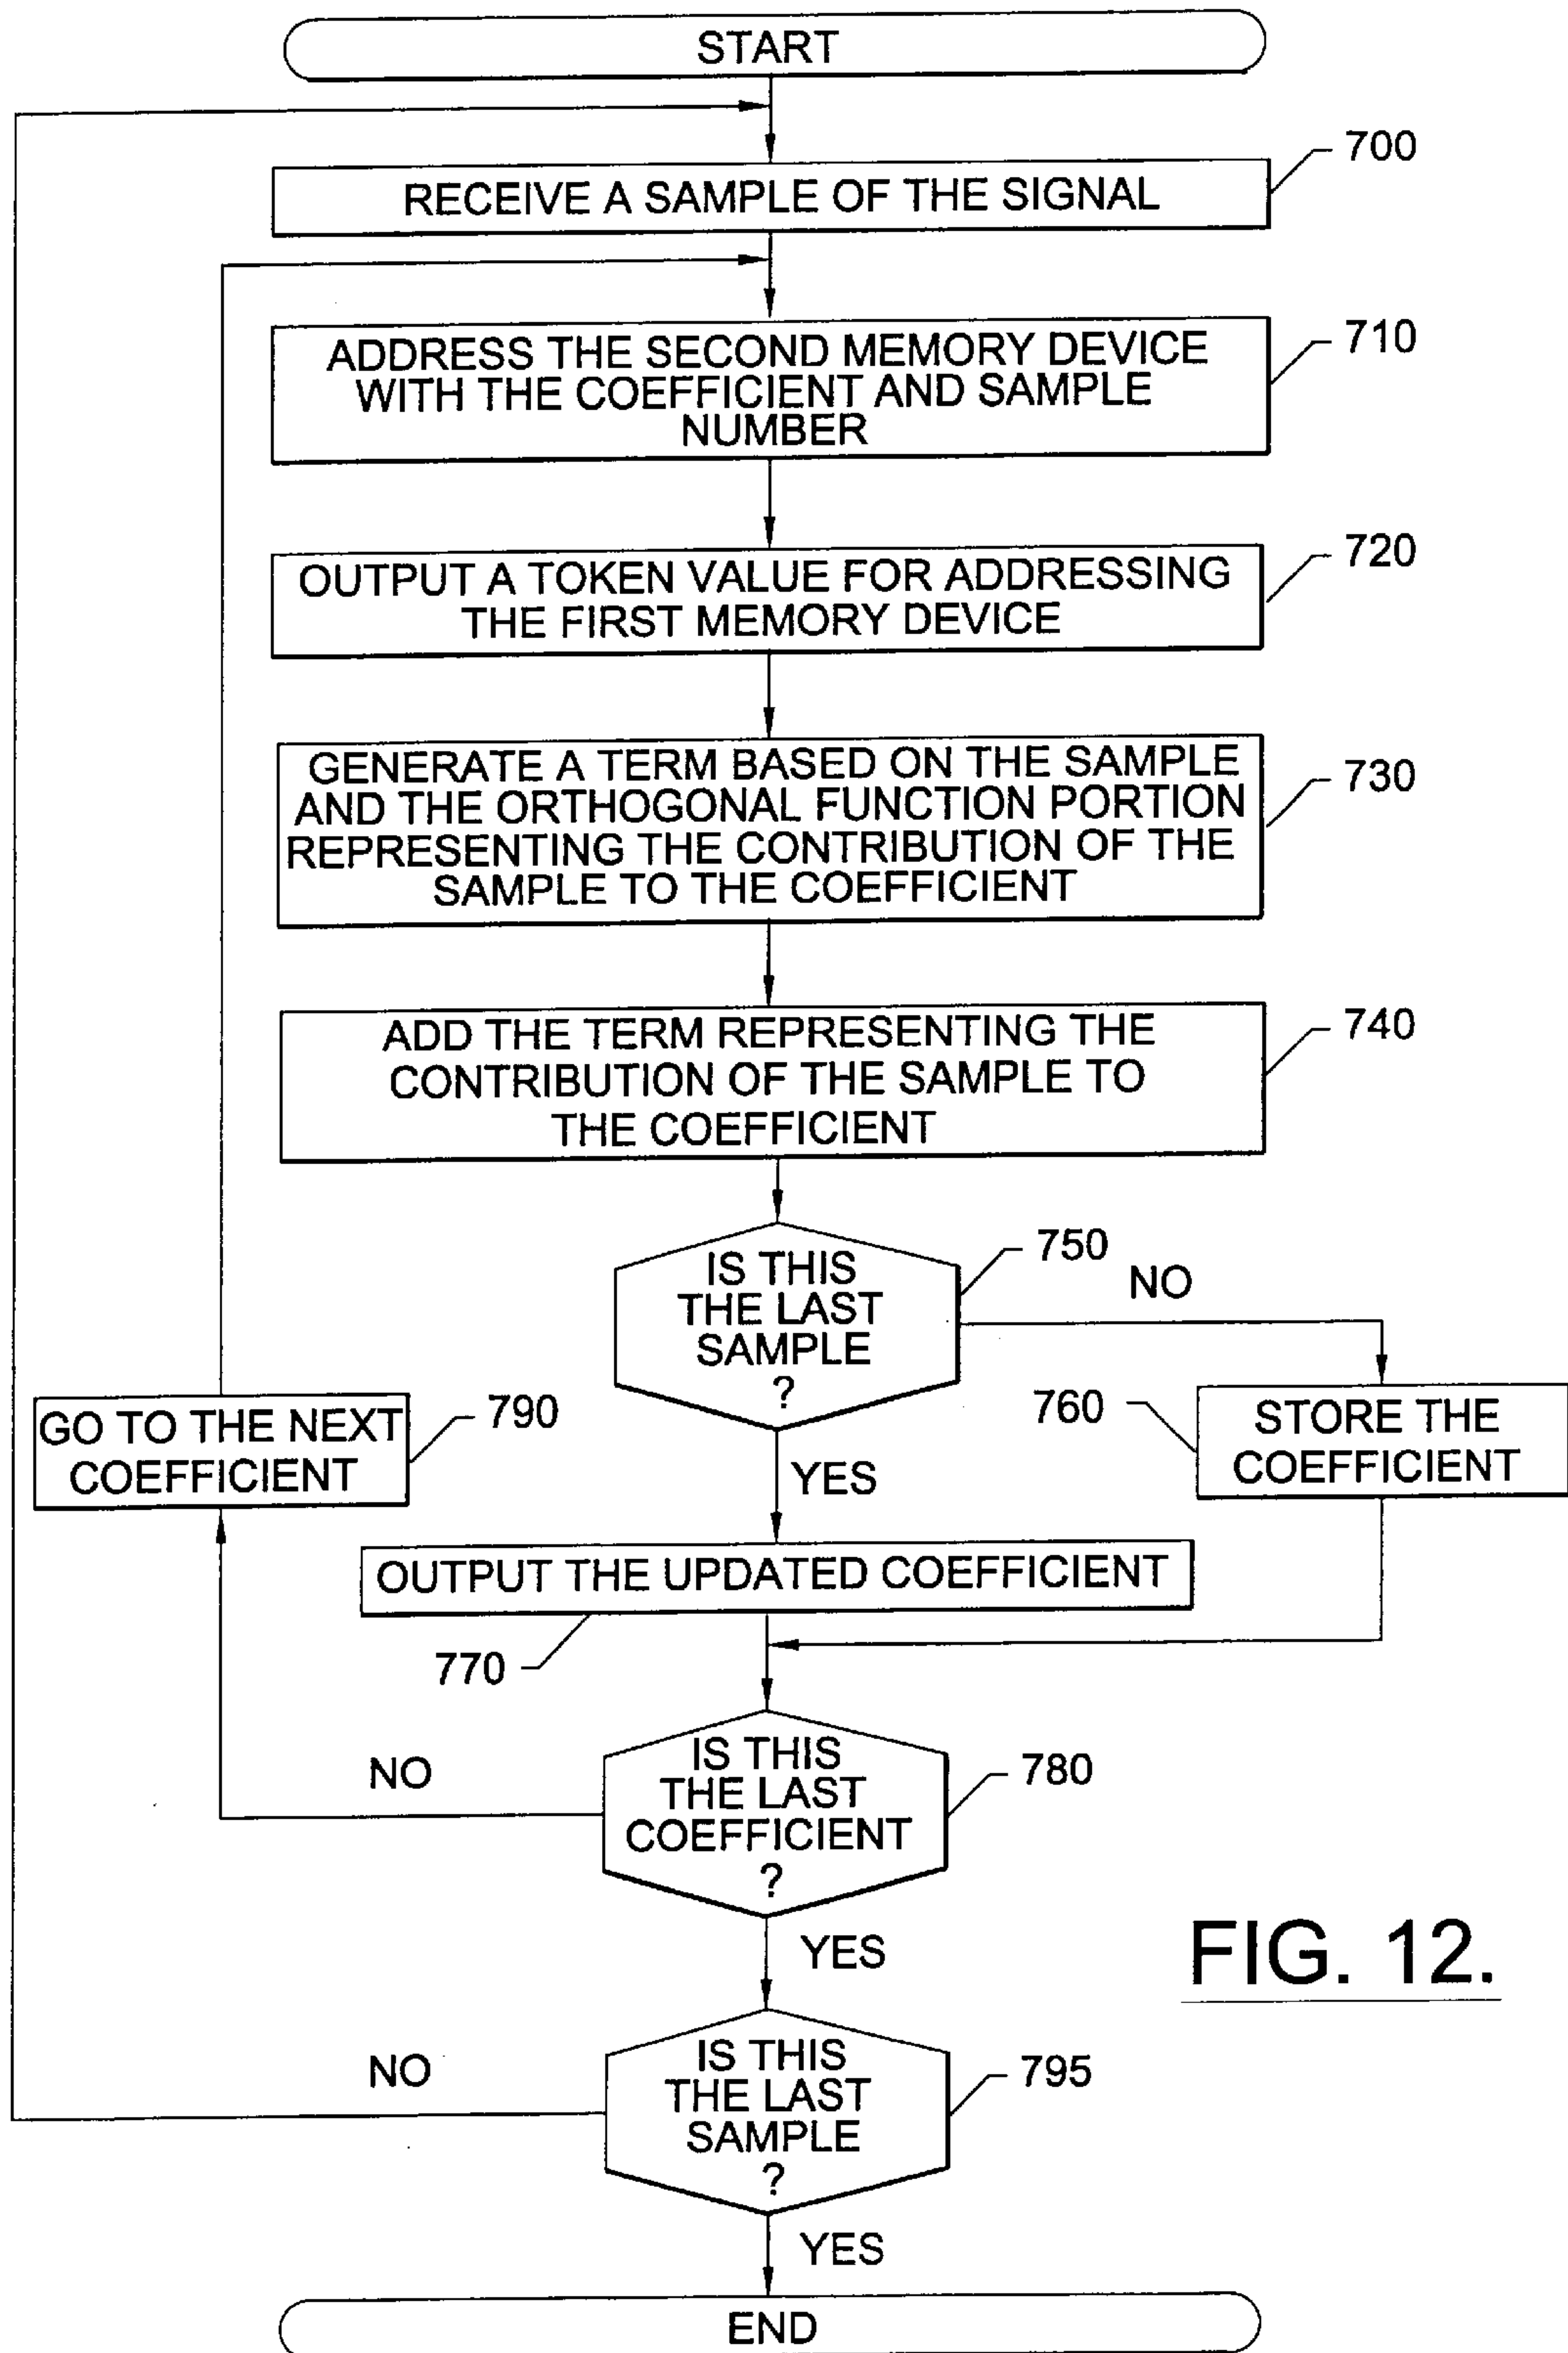 START
700
RECEIVE A SAMPLE OF THE SIGNAL
710
ADDRESS THE SECOND MEMORY DEVICE
WITH THE COEFFICIENT AND SAMPLE
NUMBER
720
OUTPUT A TOKEN VALUE FOR ADDRESSING
THE FIRST MEMORY DEVICE
730
GENERATE A TERM BASED ON THE SAMPLE
AND THE ORTHOGONAL FUNCTION PORTION
REPRESENTING THE CONTRIBUTION OF THE
SAMPLE TO THE COEFFICIENT
740
ADD THE TERM REPRESENTING THE
CONTRIBUTION OF THE SAMPLE TO
THE COEFFICIENT
750
IS THIS
THE LAST
SAMPLE
?
NO
760
STORE THE
COEFFICIENT
790
GO TO THE NEXT
COEFFICIENT
YES
OUTPUT THE UPDATED COEFFICIENT
770
780
IS THIS
THE LAST
COEFFICIENT
?
NO
YES
FIG. 12.
795
IS THIS
THE LAST
SAMPLE
?
NO
YES
END